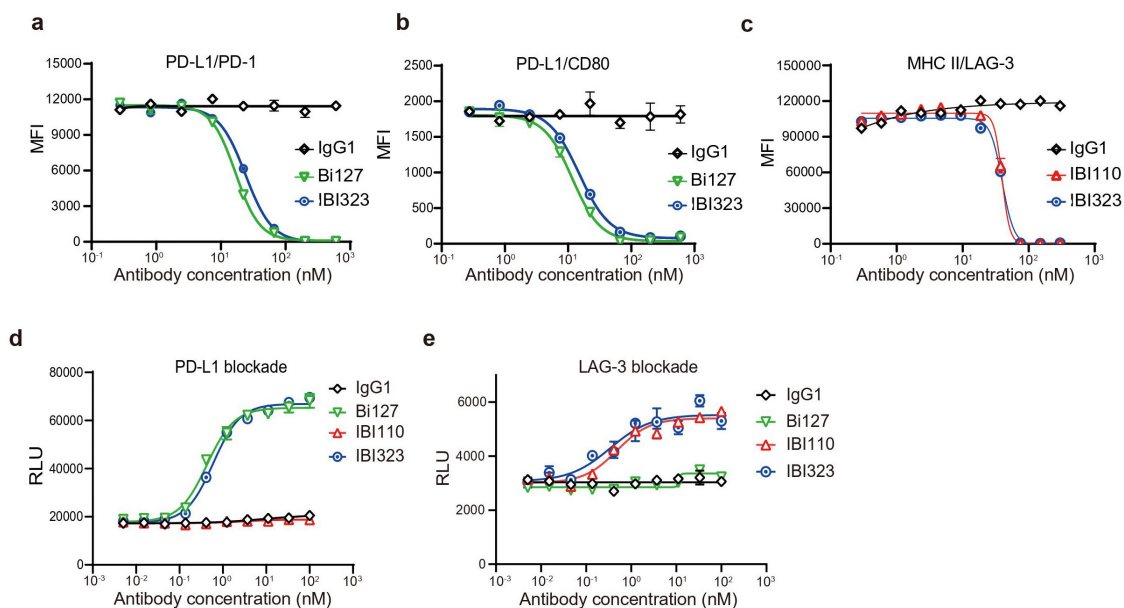 a
PD-L1/PD-1
15000
12000
9000
6000
3000
0
MFI
IgG1
Bi127
IBI323
10-1 100 101 102 103
Antibody concentration (nM)
b
PD-L1/CD80
2500
2000
1500
1000
500
0
MFI
IgG1
Bi127
IBI323
10-1 100 101 102 103
Antibody concentration (nM)
c
MHC II/LAG-3
150000
120000
90000
60000
30000
0
MFI
IgG1
IBI110
IBI323
10-1 100 101 102 103
Antibody concentration (nM)
d
PD-L1 blockade
80000
60000
40000
20000
0
RLU
IgG1
Bi127
IBI110
IBI323
10-3 10-2 10-1 100 101 102 103
Antibody concentration (nM)
e
LAG-3 blockade
6000
4000
2000
0
RLU
IgG1
Bi127
IBI110
IBI323
10-3 10-2 10-1 100 101 102 103
Antibody concentration (nM)